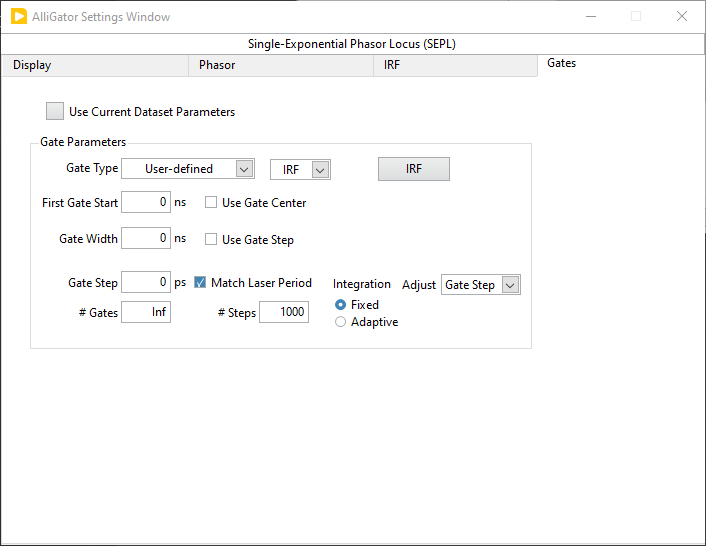 AlliGator Settings Window
Single-Exponential Phasor Locus (SEPL)
Display Phasor IRF Gates
Use Current Dataset Parameters
Gate Parameters
Gate Type User-defined IRF IRF
First Gate Start 0 ns Use Gate Center
Gate Width 0 ns Use Gate Step
Gate Step 0 ps Match Laser Period Integration Adjust Gate Step
Fixed
# Gates Inf # Steps 1000
Adaptive